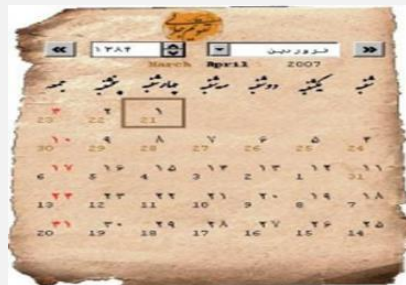 فروردین ۱۳۸۶
March April 2007
شنبه یکشنبه دوشنبه سه شنبه چهارشنبه پنجشنبه جمعه
۱ ۲ ۳
21 22 23
۴ ۵ ۶ ۷ ۸ ۹ ۱۰
24 25 26 27 28 29 30
۱۱ ۱۲ ۱۳ ۱۴ ۱۵ ۱۶ ۱۷
31 1 2 3 4 5 6
۱۸ ۱۹ ۲۰ ۲۱ ۲۲ ۲۳ ۲۴
7 8 9 10 11 12 13
۲۵ ۲۶ ۲۷ ۲۸ ۲۹ ۳۰ ۳۱
14 15 16 17 18 19 20